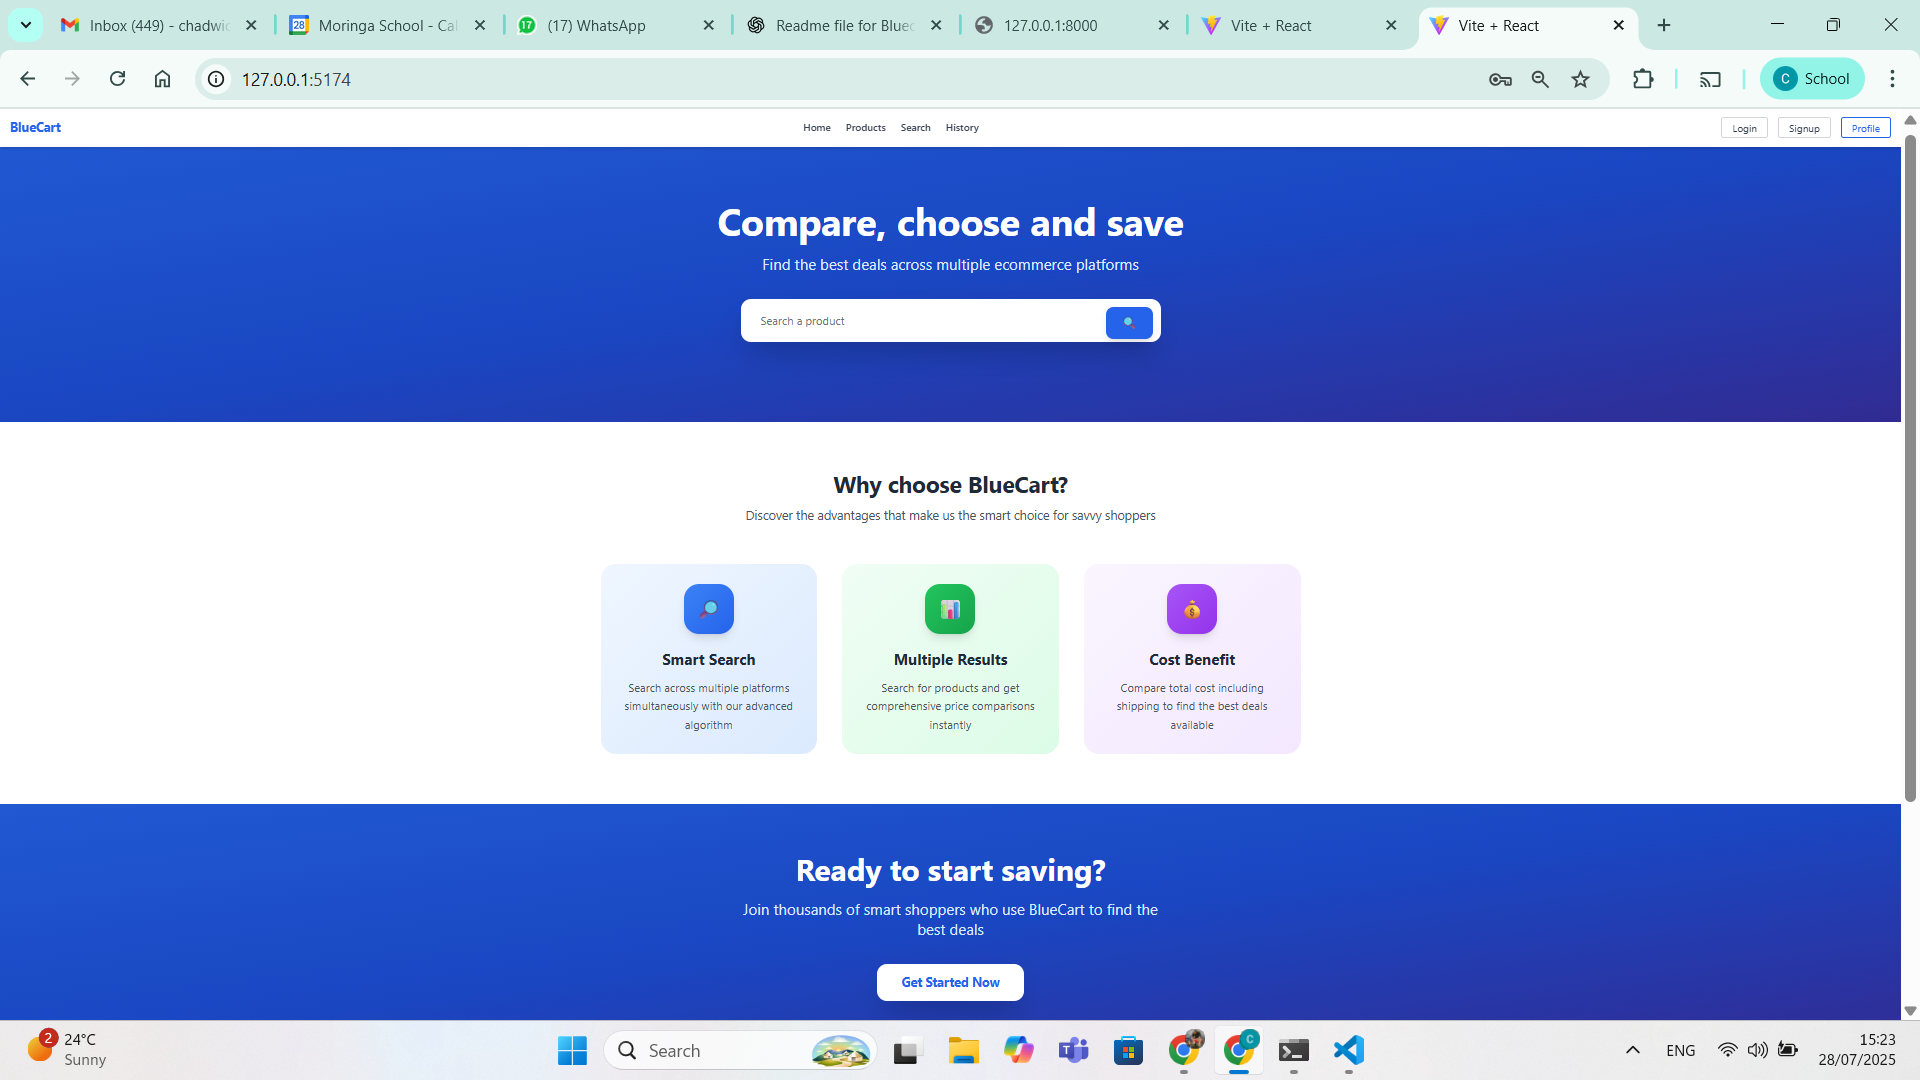 Inbox (449) - chadwic
Moringa School - Cal
(17) WhatsApp
Readme file for Bluec
127.0.0.1:8000
Vite + React
Vite + React
127.0.0.1:5174
C School
BlueCart
Home Products Search History
Login Signup Profile
Compare, choose and save
Find the best deals across multiple ecommerce platforms
Search a product
Why choose BlueCart?
Discover the advantages that make us the smart choice for savvy shoppers
Smart Search
Search across multiple platforms
simultaneously with our advanced
algorithm
Multiple Results
Search for products and get
comprehensive price comparisons
instantly
Cost Benefit
Compare total cost including
shipping to find the best deals
available
Ready to start saving?
Join thousands of smart shoppers who use BlueCart to find the
best deals
Get Started Now
2
24°C
Sunny
Search
ENG
15:23
28/07/2025